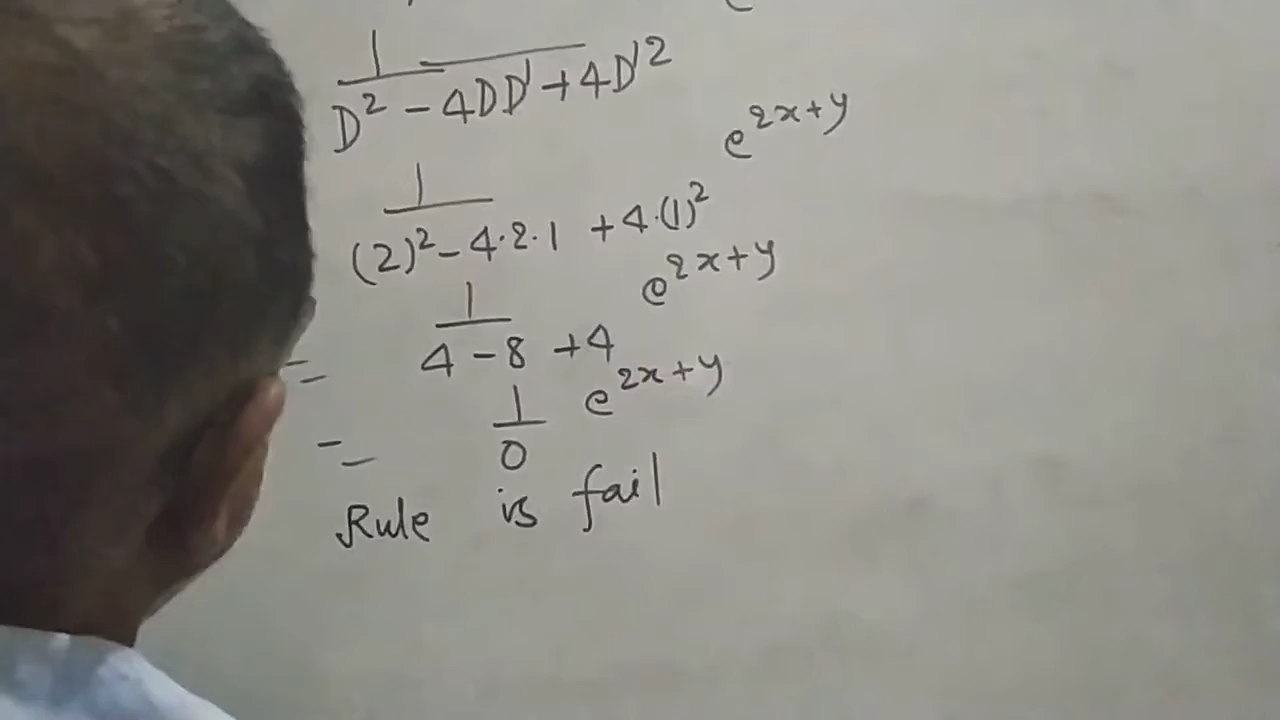 1
D² - 4DD' + 4D'²
e^{2x+y}
1
(2)² - 4·2·1 + 4·(1)²
e^{2x+y}
1
= 4 - 8 + 4
e^{2x+y}
1
= 0
Rule is fail